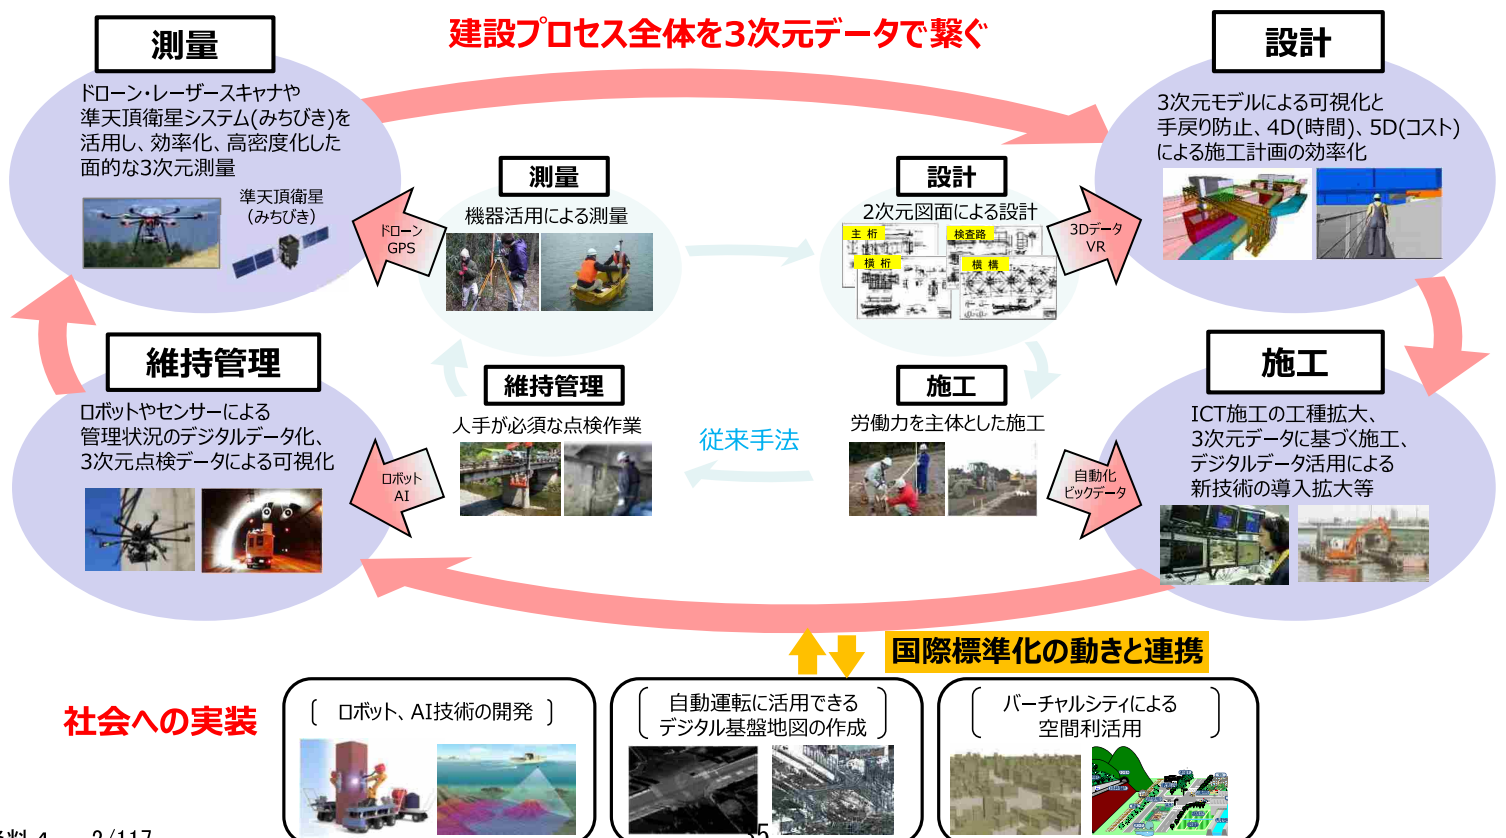 建設プロセス全体を3次元データで繋ぐ
測量
ドローン・レーザースキャナや
準天頂衛星システム(みちびき)を
活用し、効率化、高密度化した
面的な3次元測量
準天頂衛星
(みちびき)
ドローン
GPS
測量
機器活用による測量
設計
2次元図面による設計
主 桁
検査路
横 桁
横 構
3Dデータ
VR
設計
3次元モデルによる可視化と
手戻り防止、4D(時間)、5D(コスト)
による施工計画の効率化
維持管理
ロボットやセンサーによる
管理状況のデジタルデータ化、
3次元点検データによる可視化
ロボット
AI
維持管理
人手が必須な点検作業
従来手法
施工
労働力を主体とした施工
自動化
ビックデータ
施工
ICT施工の工種拡大、
3次元データに基づく施工、
デジタルデータ活用による
新技術の導入拡大等
国際標準化の動きと連携
社会への実装
ロボット、AI技術の開発
自動運転に活用できる
デジタル基盤地図の作成
バーチャルシティによる
空間利活用
料 4 2/117